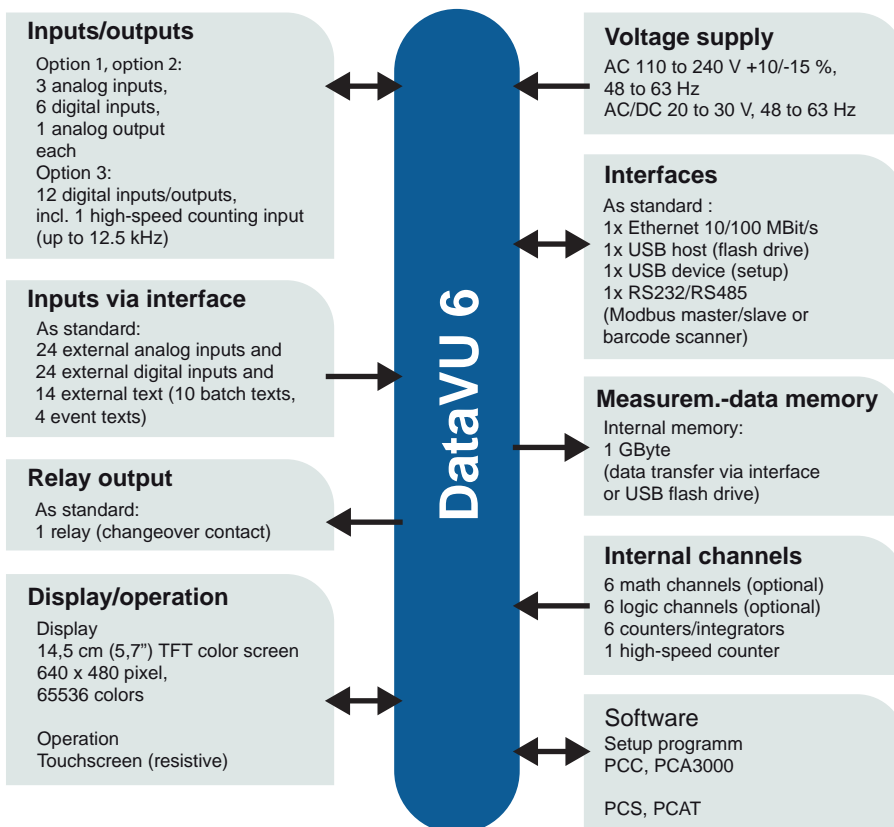 Inputs/outputs
Option 1, option 2:
3 analog inputs,
6 digital inputs,
1 analog output
each
Option 3:
12 digital inputs/outputs,
incl. 1 high-speed counting input
(up to 12.5 kHz)
Inputs via interface
As standard:
24 external analog inputs and
24 external digital inputs and
14 external text (10 batch texts,
4 event texts)
Relay output
As standard:
1 relay (changeover contact)
Display/operation
Display
14,5 cm (5,7”) TFT color screen
640 x 480 pixel,
65536 colors
Operation
Touchscreen (resistive)
DataVU 6
Voltage supply
AC 110 to 240 V +10/-15 %,
48 to 63 Hz
AC/DC 20 to 30 V, 48 to 63 Hz
Interfaces
As standard :
1x Ethernet 10/100 MBit/s
1x USB host (flash drive)
1x USB device (setup)
1x RS232/RS485
(Modbus master/slave or
barcode scanner)
Measurem.-data memory
Internal memory:
1 GByte
(data transfer via interface
or USB flash drive)
Internal channels
6 math channels (optional)
6 logic channels (optional)
6 counters/integrators
1 high-speed counter
Software
Setup programm
PCC, PCA3000
PCS, PCAT